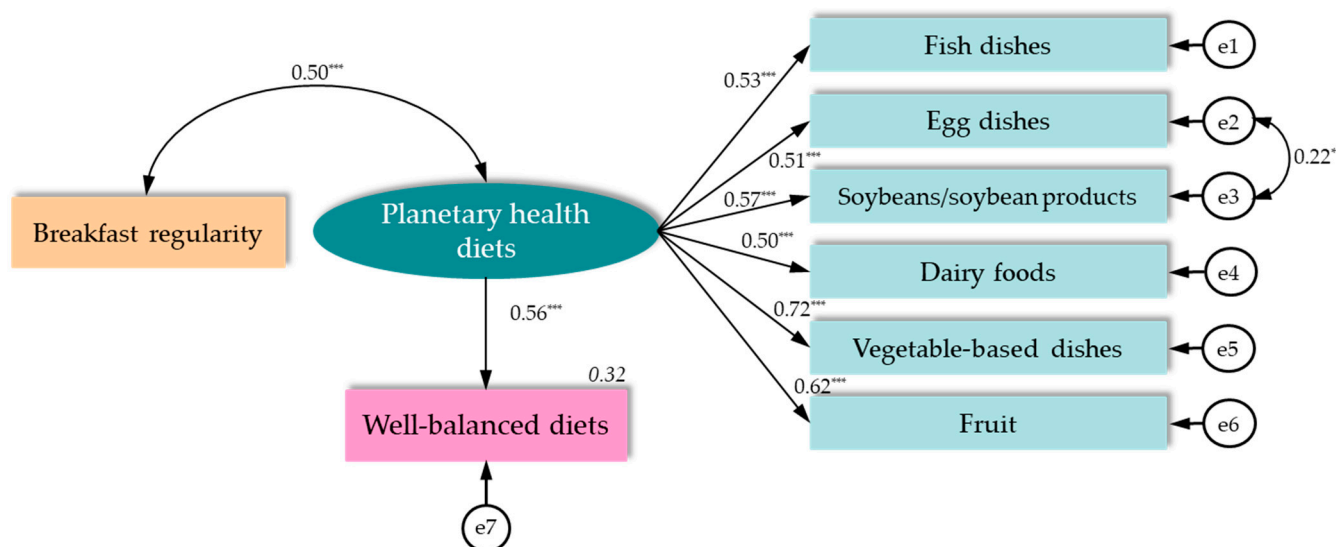 0.50***
Breakfast regularity
Planetary health
diets
0.56***
0.32
Well-balanced diets
e7
0.53***
0.51***
0.57***
0.50***
0.72***
0.62***
Fish dishes
e1
Egg dishes
e2
Soybeans/soybean products
e3
0.22*
Dairy foods
e4
Vegetable-based dishes
e5
Fruit
e6